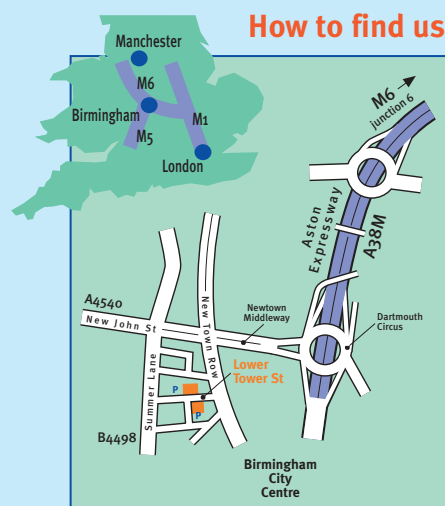 How to find us
Manchester
M6
Birmingham
M1
M5
London
M6
junction 6
Aston
Expressway
A38M
A4540
New John St
Newtown
Middleway
Dartmouth
Circus
New Town Row
Summer Lane
Lower
Tower St
P
P
B4498
Birmingham
City
Centre